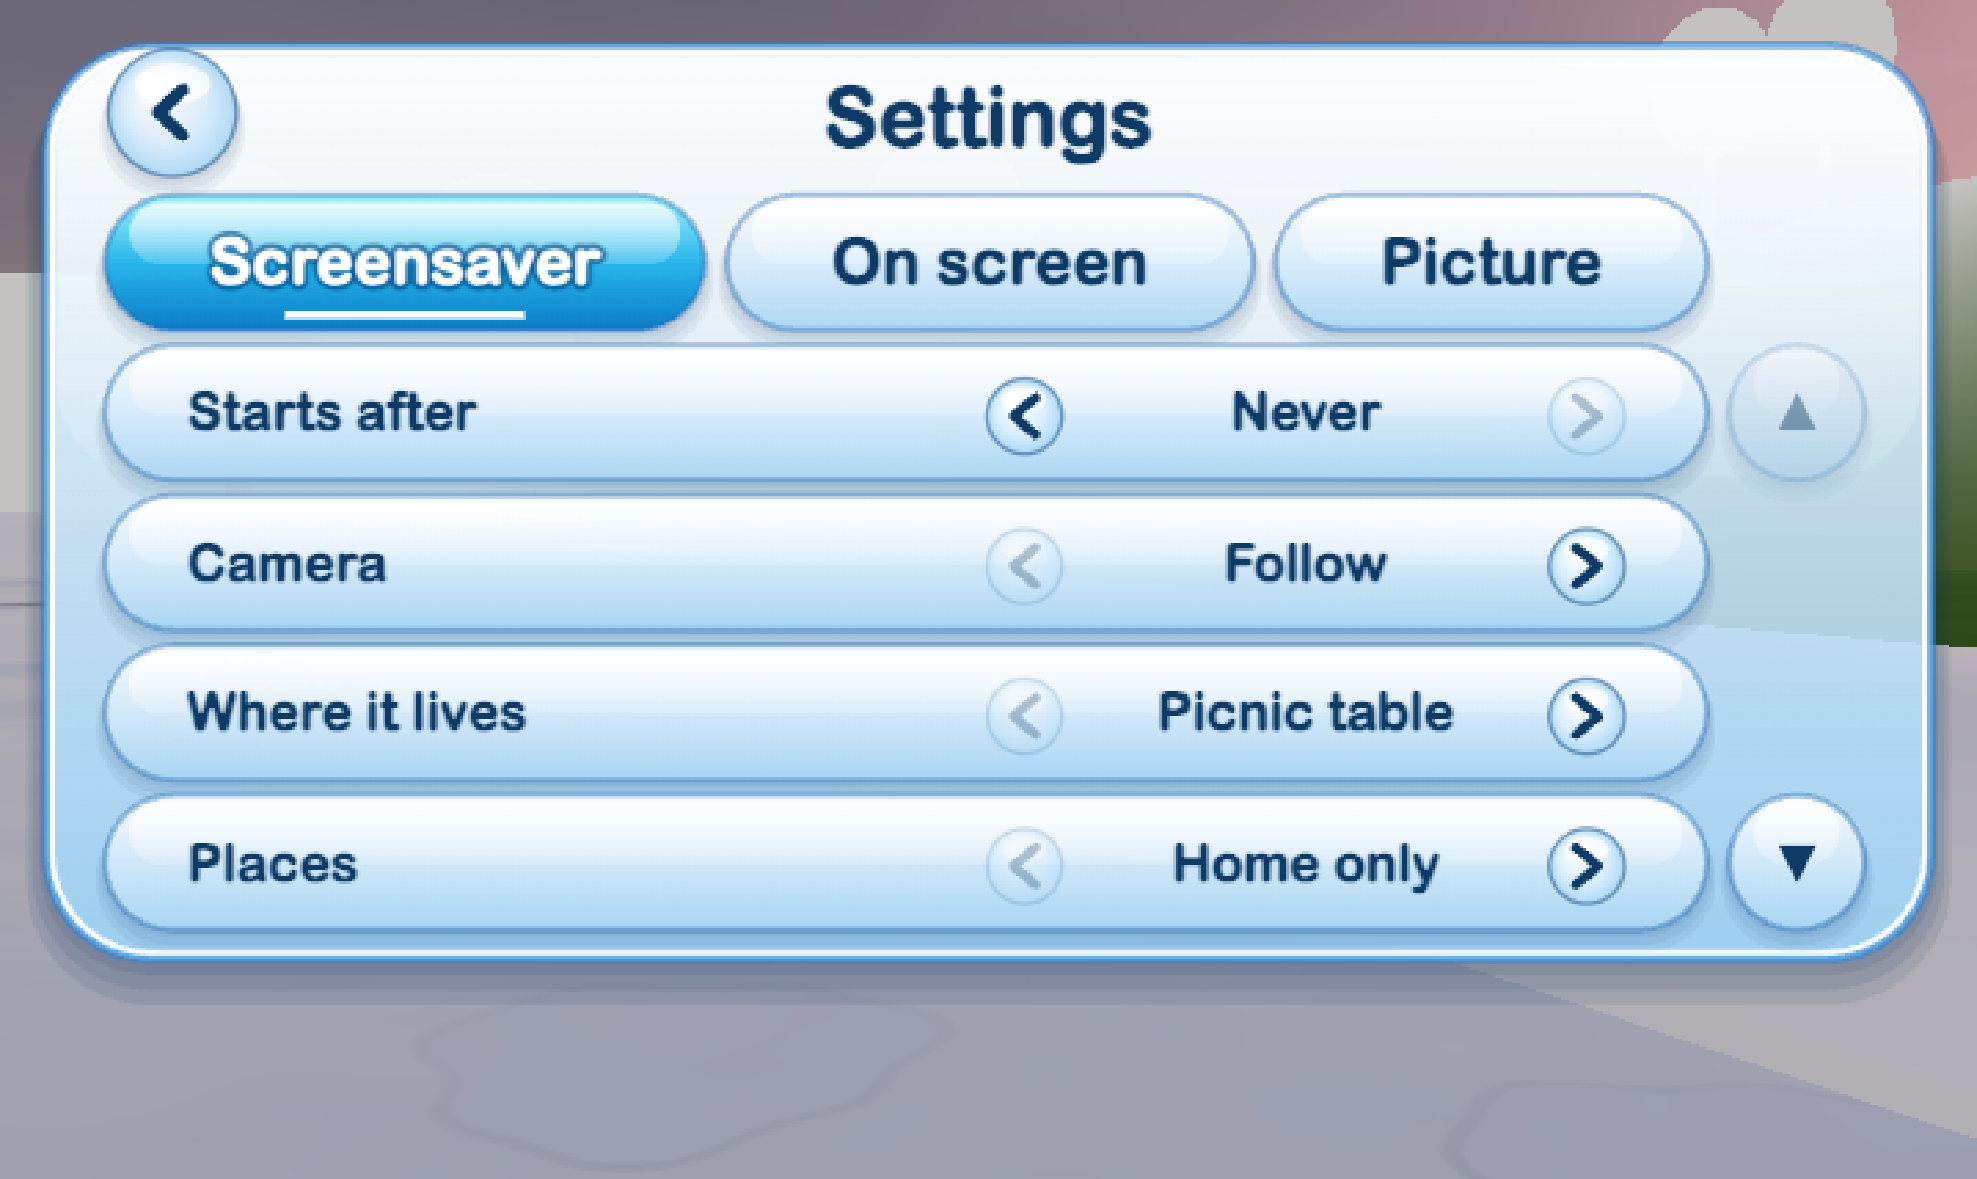 Settings
Screensaver On screen Picture
Starts after Never
Camera Follow
Where it lives Picnic table
Places Home only